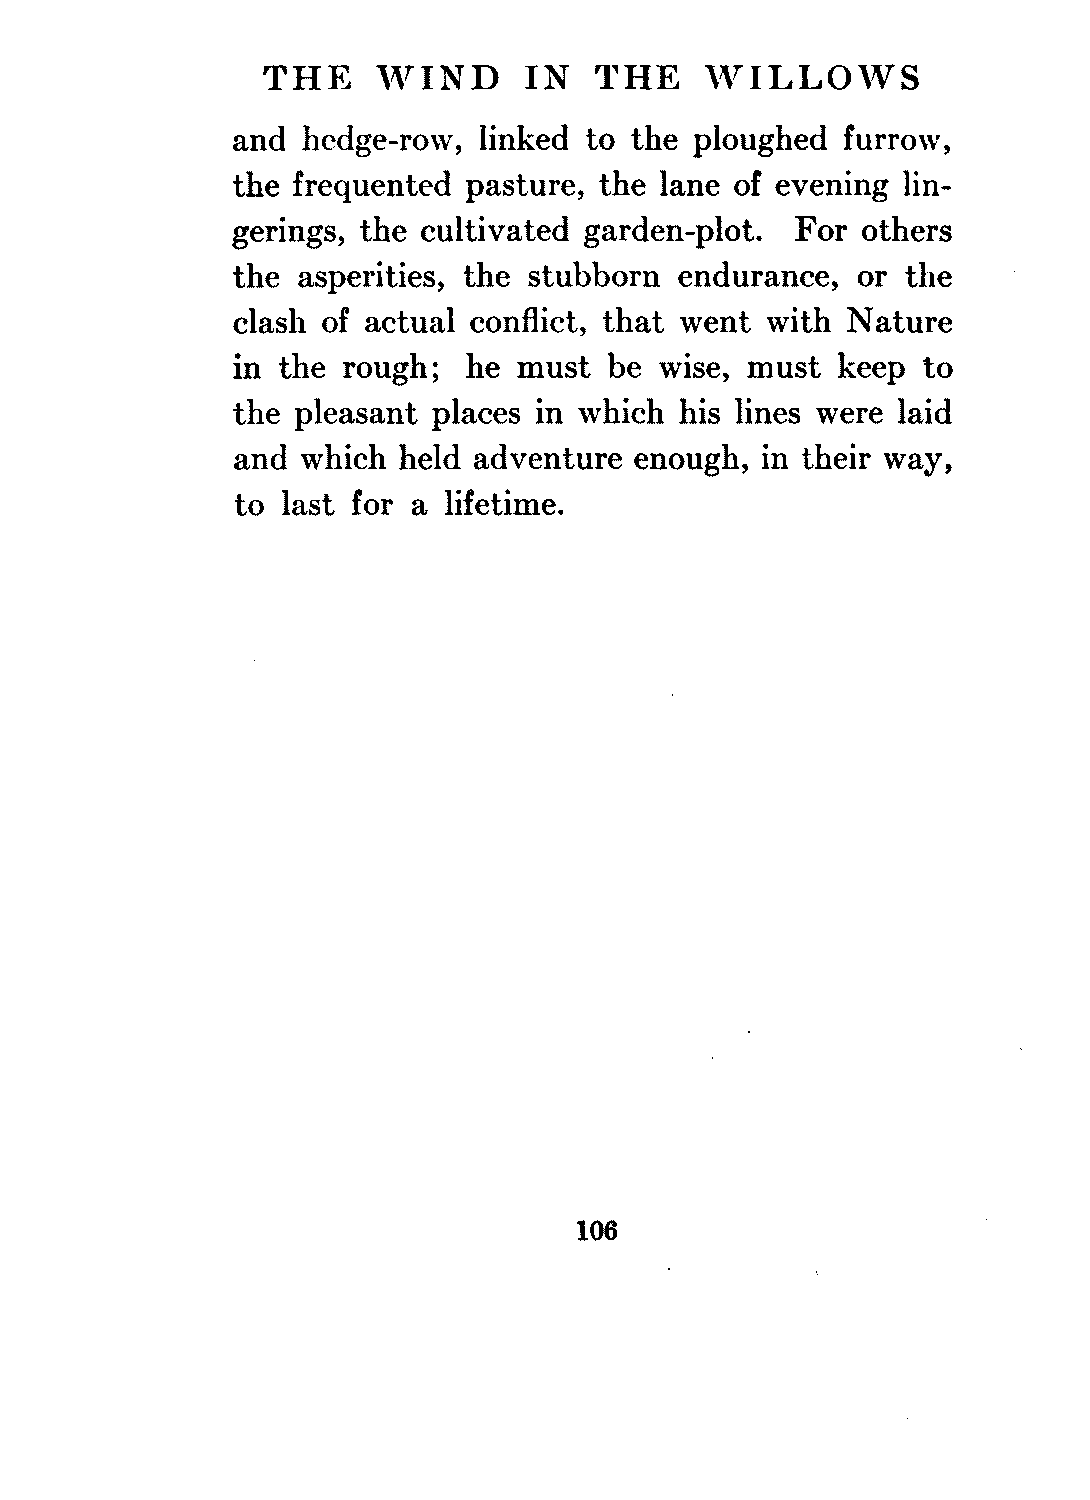 THE WIND IN THE WILLOWS
and hedge-row, linked to the ploughed furrow,
the frequented pasture, the lane of evening lin-
gerings, the cultivated garden-plot. For others
the asperities, the stubborn endurance, or the
clash of actual conflict, that went with Nature
in the rough; he must be wise, must keep to
the pleasant places in which his lines were laid
and which held adventure enough, in their way,
to last for a lifetime.
106